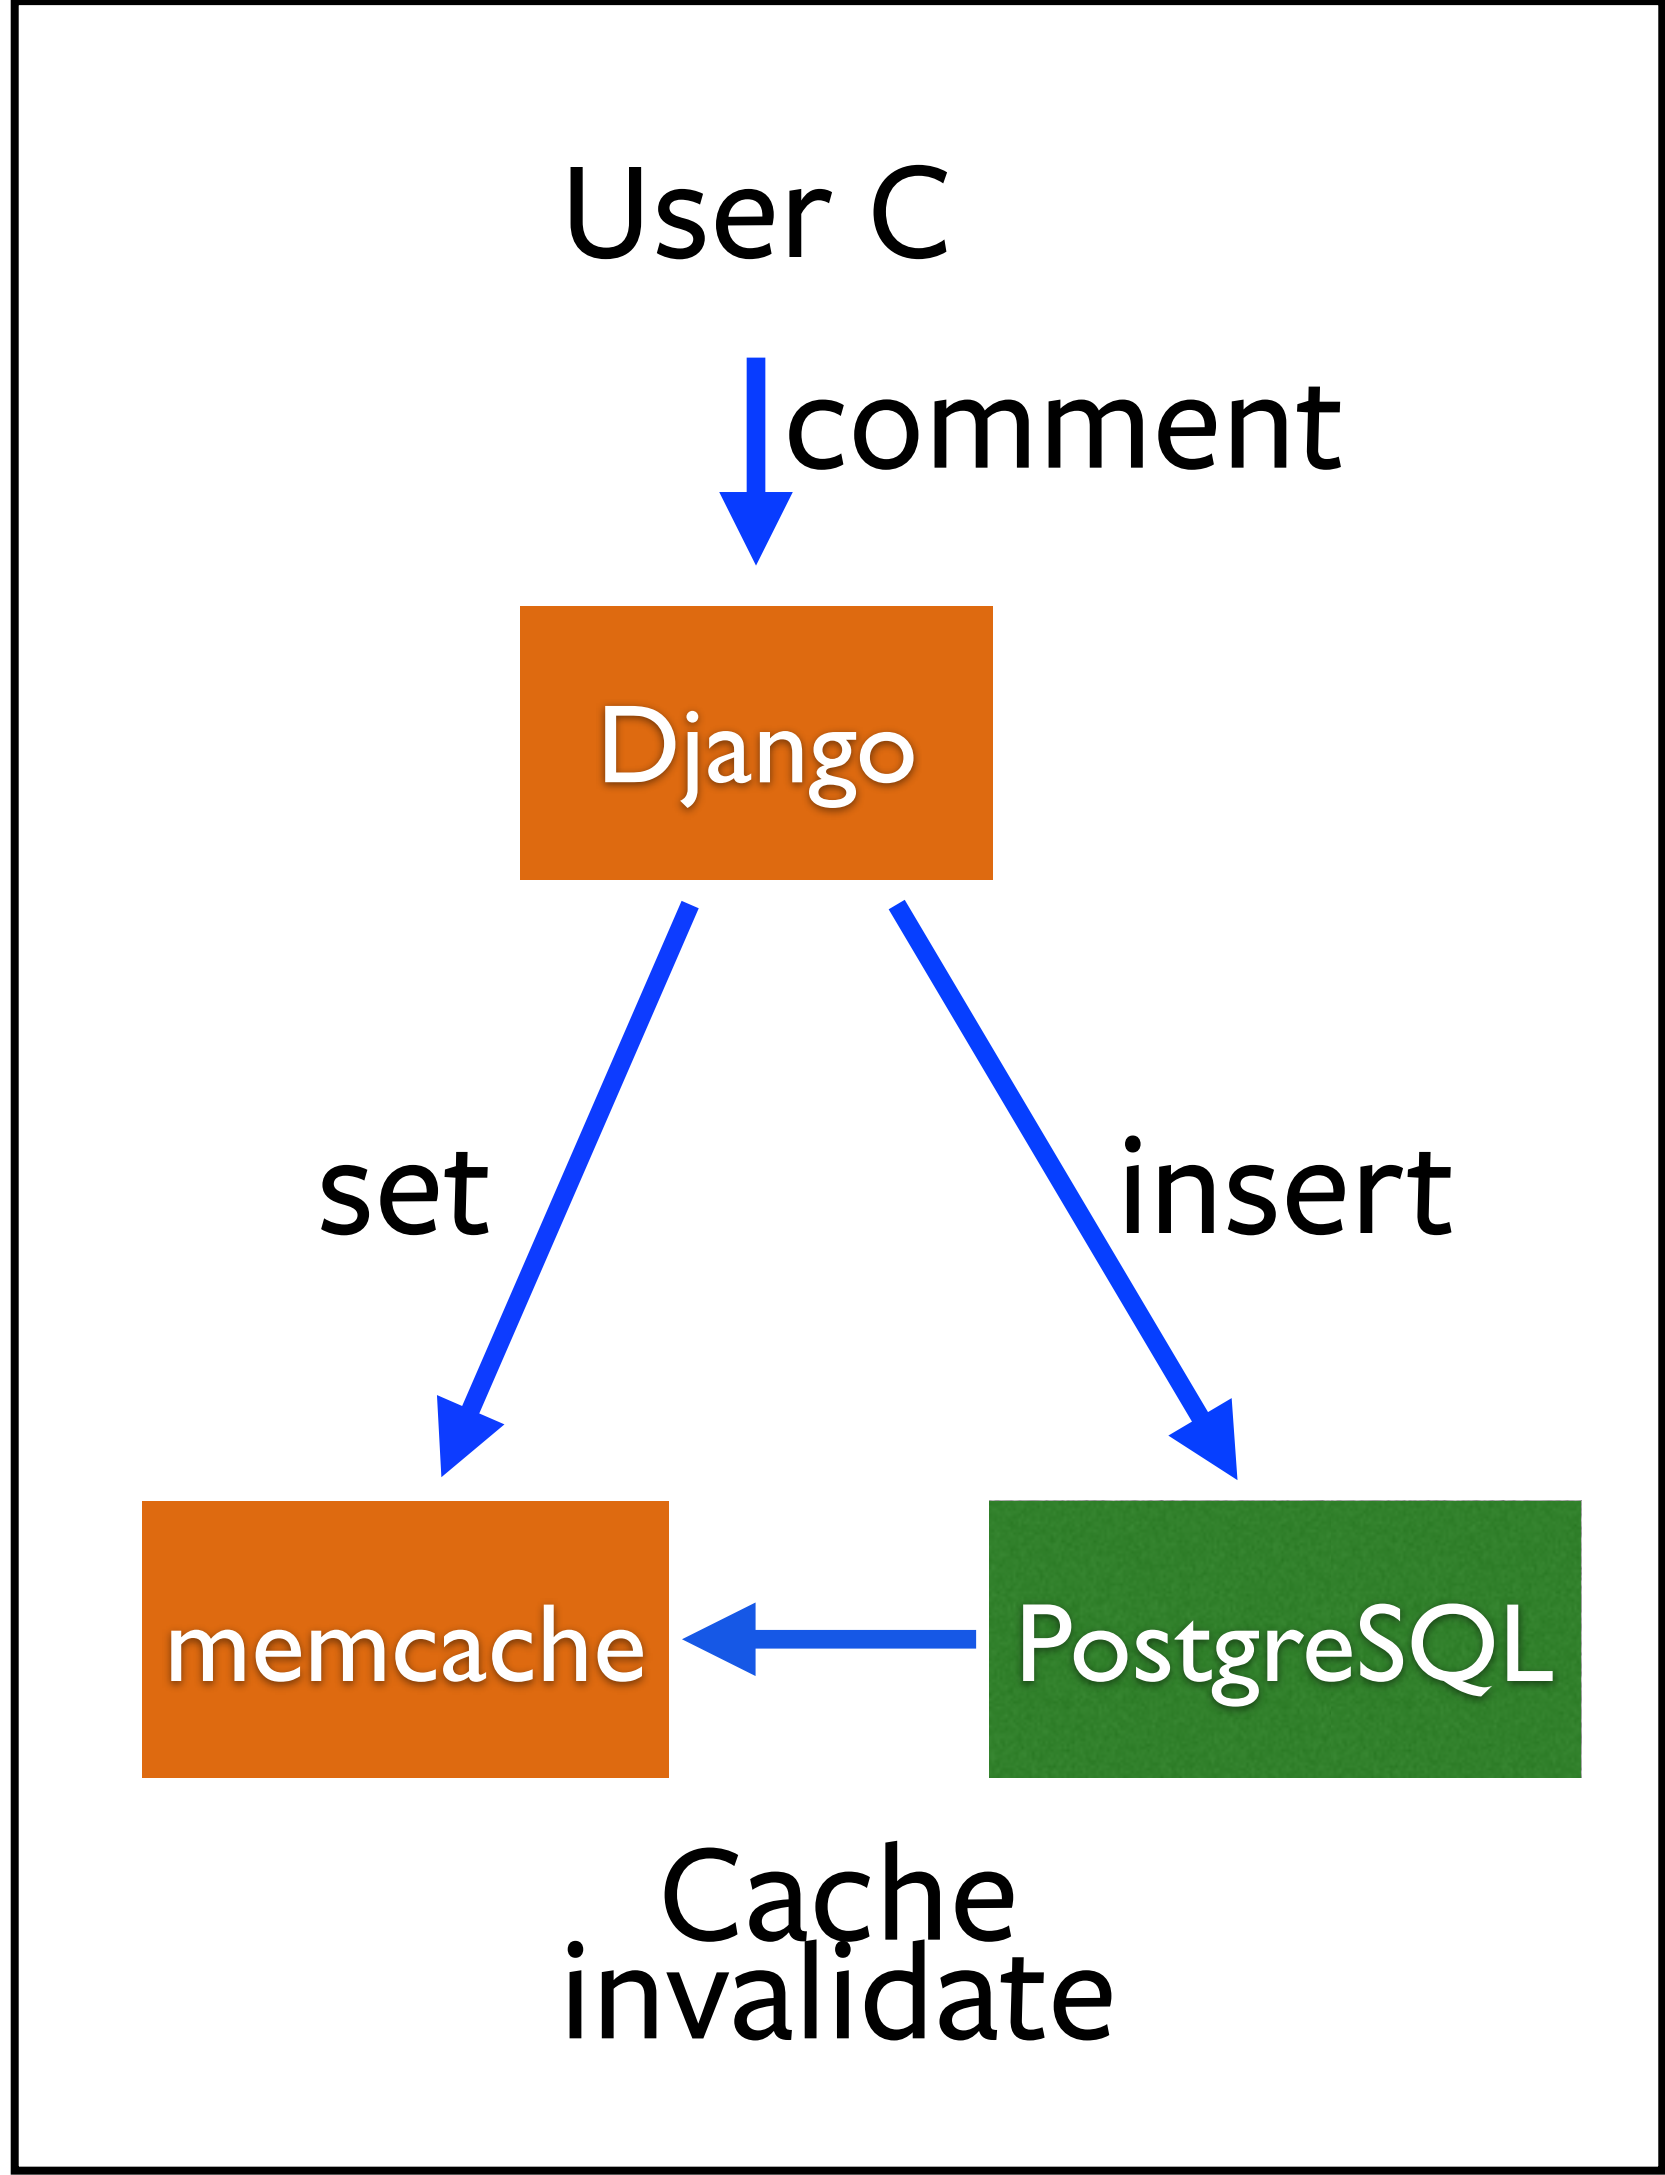 User C
comment
Django
set
insert
memcache
PostgreSQL
Cache
invalidate